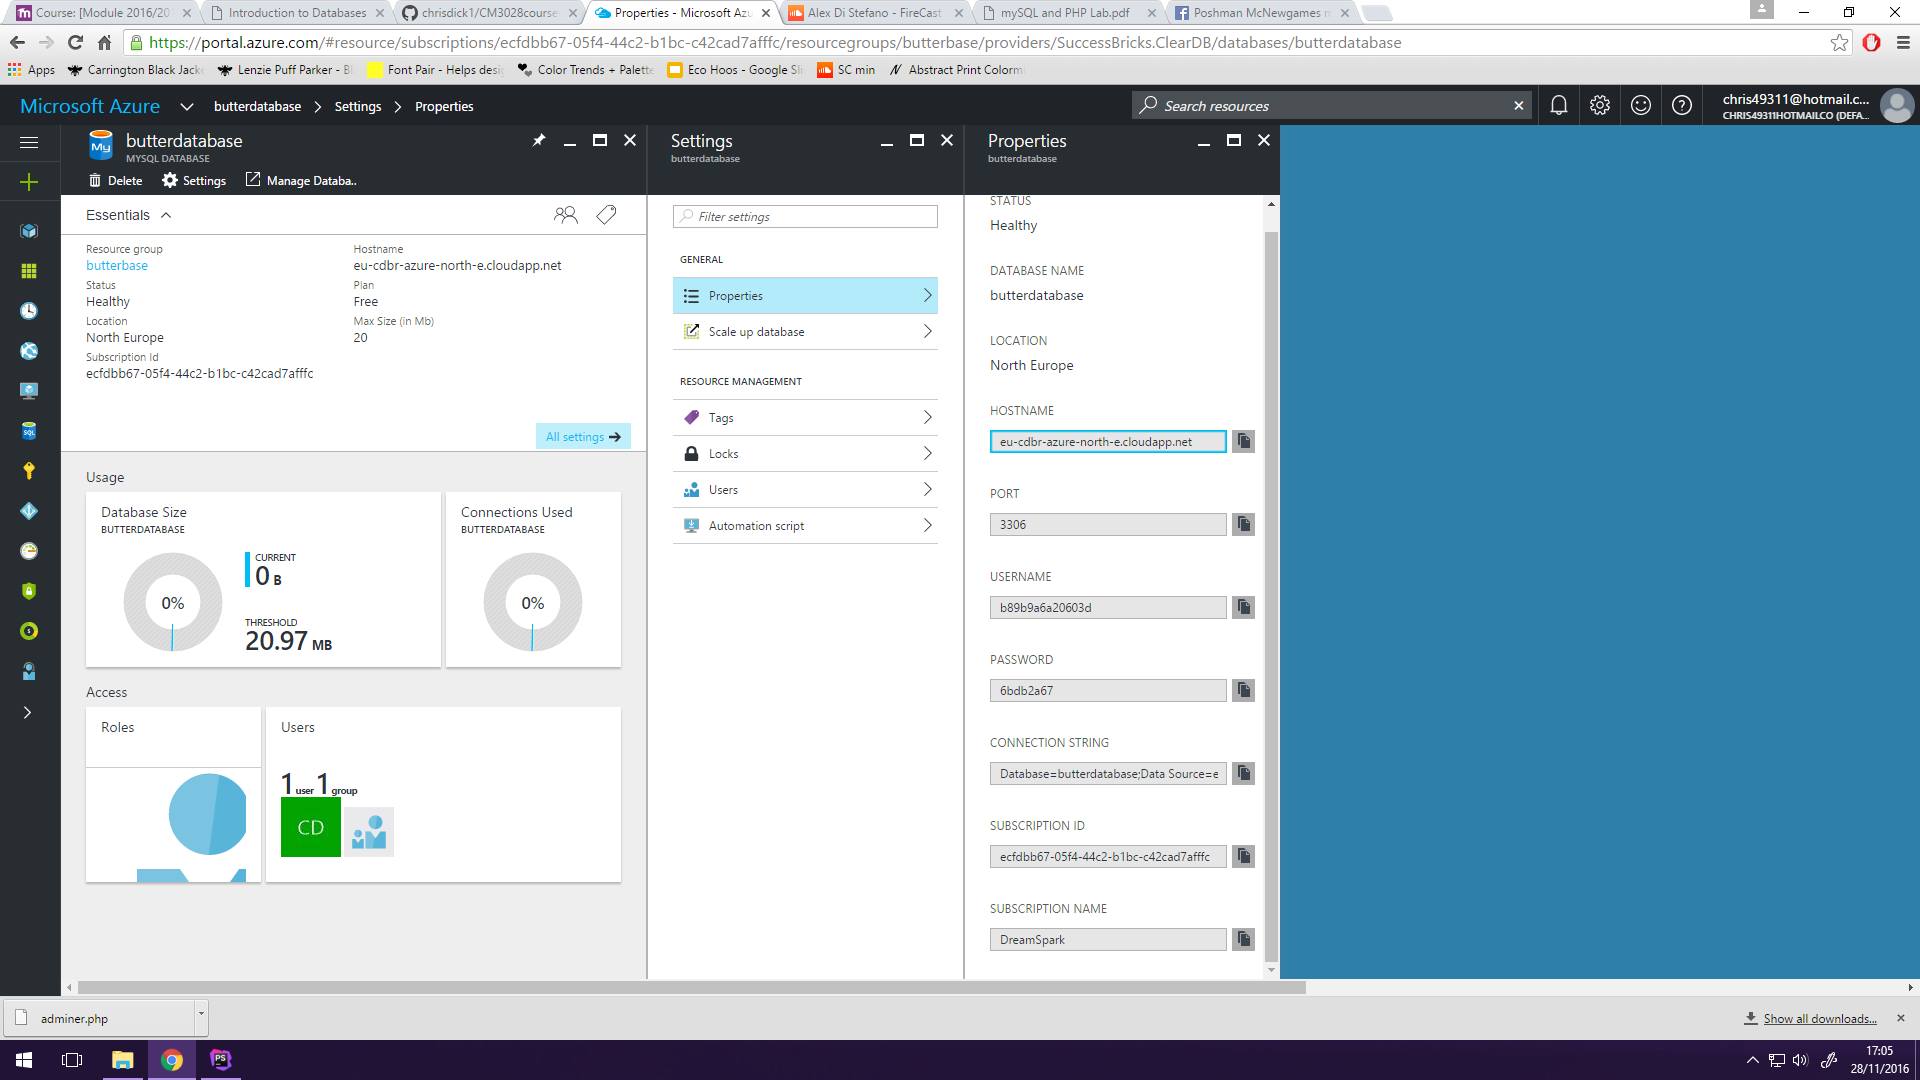 Course: [Module 2016/201
Introduction to Databases
chrisdick1/CM3028course
Properties - Microsoft Azu
Alex Di Stefano - FireCast
mySQL and PHP Lab.pdf
Poshman McNewgames m
https://portal.azure.com/#resource/subscriptions/ecfdbb67-05f4-44c2-b1bc-c42cad7afffc/resourcegroups/butterbase/providers/SuccessBricks.ClearDB/databases/butterdatabase
Apps
Carrington Black Jacke
Lenzie Puff Parker - Bl
Font Pair - Helps desig
Color Trends + Palette
Eco Hoos - Google Sli
SC min
Abstract Print Colorm
Microsoft Azure
butterdatabase > Settings > Properties
Search resources
chris49311@hotmail.c...
CHRIS49311HOTMAILCO (DEFA...
My
butterdatabase
MYSQL DATABASE
Delete
Settings
Manage Databa..
Essentials
Resource group
butterbase
Status
Healthy
Location
North Europe
Subscription Id
ecfdbb67-05f4-44c2-b1bc-c42cad7afffc
Hostname
eu-cdbr-azure-north-e.cloudapp.net
Plan
Free
Max Size (in Mb)
20
All settings
Usage
Database Size
BUTTERDATABASE
0%
CURRENT
0 B
THRESHOLD
20.97 MB
Connections Used
BUTTERDATABASE
0%
Access
Roles
Users
1 user 1 group
CD
SQL
Settings
butterdatabase
Filter settings
GENERAL
Properties
Scale up database
RESOURCE MANAGEMENT
Tags
Locks
Users
Automation script
Properties
butterdatabase
STATUS
Healthy
DATABASE NAME
butterdatabase
LOCATION
North Europe
HOSTNAME
eu-cdbr-azure-north-e.cloudapp.net
PORT
3306
USERNAME
b89b9a6a20603d
PASSWORD
6bdb2a67
CONNECTION STRING
Database=butterdatabase;Data Source=e
SUBSCRIPTION ID
ecfdbb67-05f4-44c2-b1bc-c42cad7afffc
SUBSCRIPTION NAME
DreamSpark
adminer.php
Show all downloads...
PS
17:05
28/11/2016